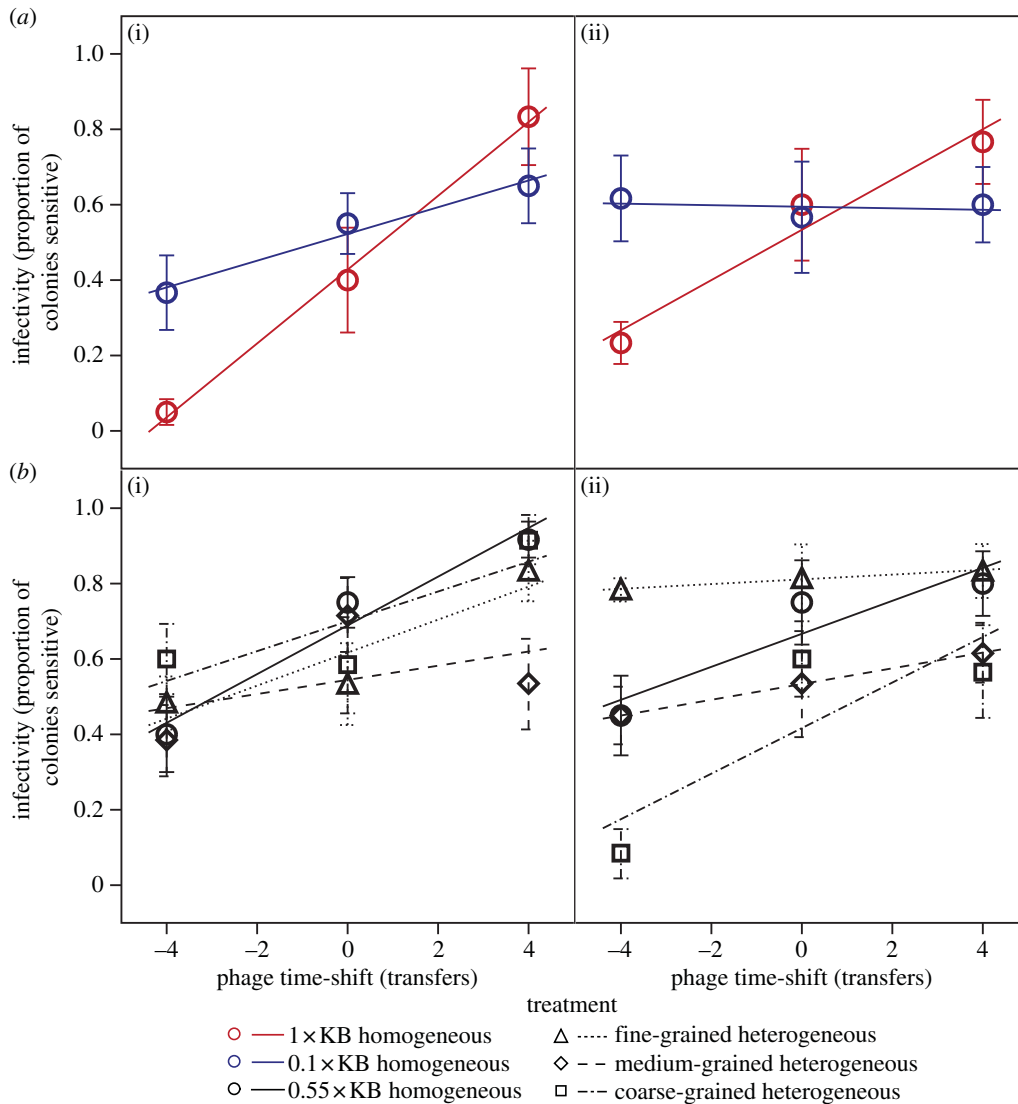 (a)
(i)
(ii)
1.0
0.8
0.6
0.4
0.2
0
infectivity (proportion of
colonies sensitive)
(b)
(i)
(ii)
1.0
0.8
0.6
0.4
0.2
0
infectivity (proportion of
colonies sensitive)
–4 –2 0 2 4
–4 –2 0 2 4
phage time-shift (transfers)
phage time-shift (transfers)
treatment
1×KB homogeneous
0.1×KB homogeneous
0.55×KB homogeneous
fine-grained heterogeneous
medium-grained heterogeneous
coarse-grained heterogeneous